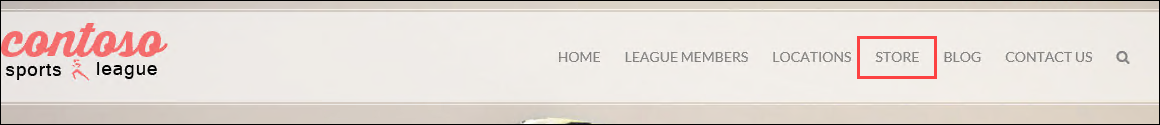 contoso
sports league
HOME LEAGUE MEMBERS LOCATIONS STORE BLOG CONTACT US